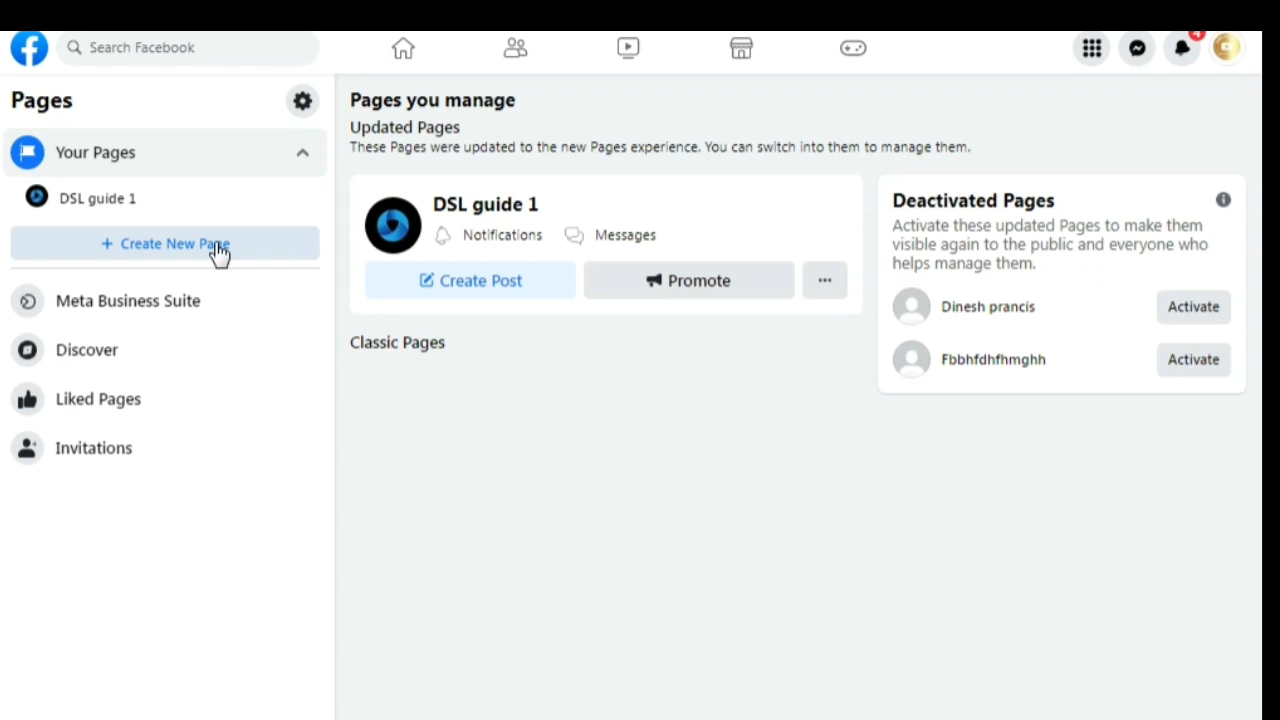 Search Facebook
4
Pages
Your Pages
DSL guide 1
+ Create New Page
Meta Business Suite
Discover
Liked Pages
Invitations
Pages you manage
Updated Pages
These Pages were updated to the new Pages experience. You can switch into them to manage them.
DSL guide 1
Notifications Messages
Create Post Promote ...
Classic Pages
Deactivated Pages
Activate these updated Pages to make them
visible again to the public and everyone who
helps manage them.
Dinesh prancis Activate
Fbbhfdhfhmghh Activate